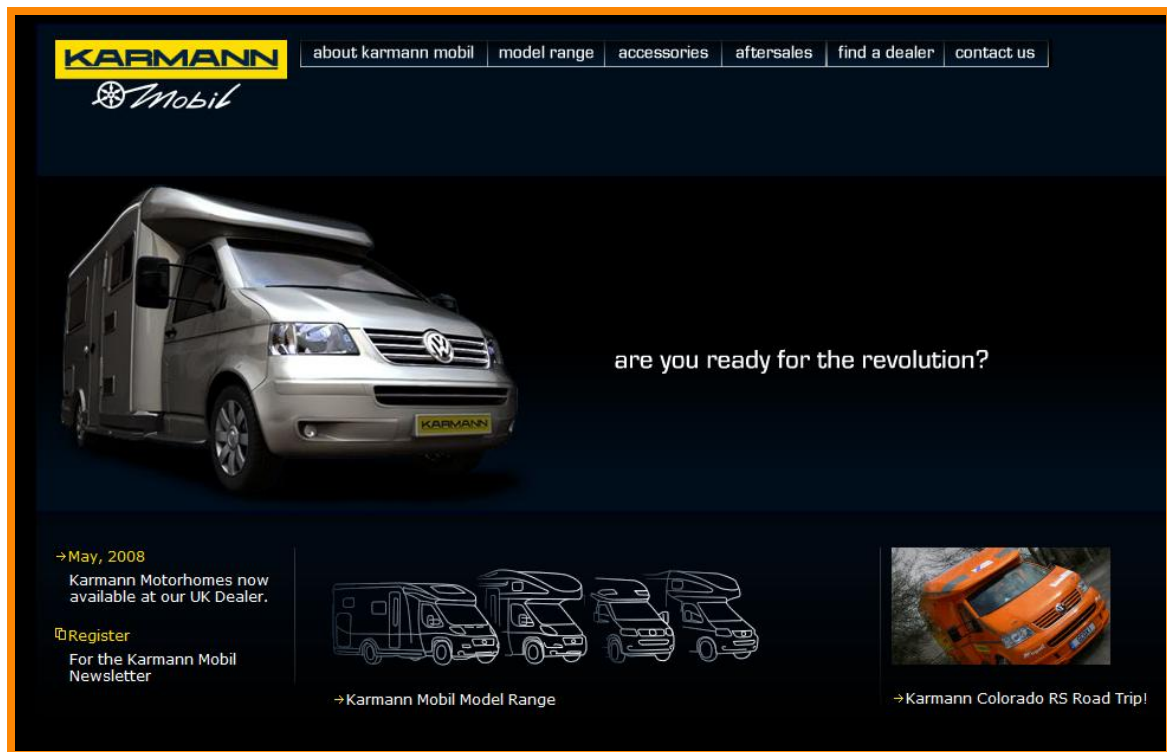 KARMANN
Mobil
about karmann mobil
model range
accessories
aftersales
find a dealer
contact us
are you ready for the revolution?
KARMANN
May, 2008
Karmann Motorhomes now
available at our UK Dealer.
Register
For the Karmann Mobil
Newsletter
Karmann Mobil Model Range
Karmann Colorado RS Road Trip!